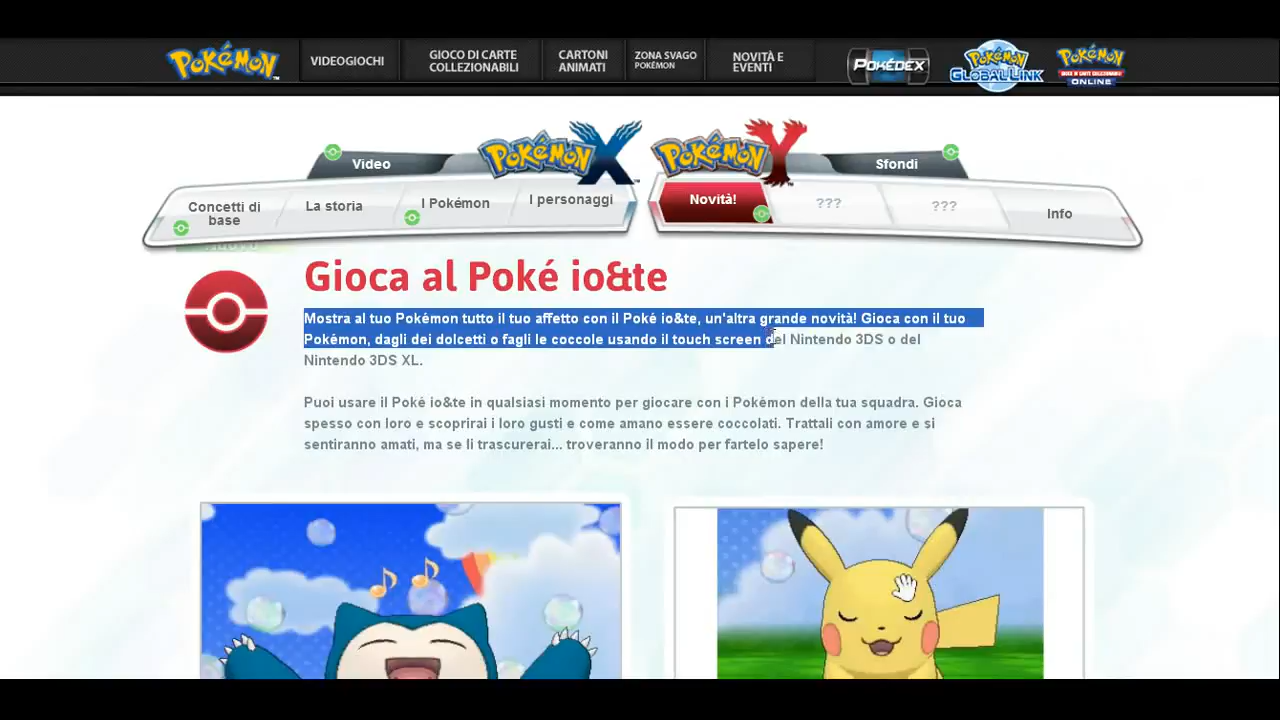 Pokémon
VIDEOGIOCHI
GIOCO DI CARTE
COLLEZIONABILI
CARTONI
ANIMATI
ZONA SVAGO
POKÉMON
NOVITÀ E
EVENTI
POKÉDEX
Pokémon
GLOBAL LINK
Pokémon
GIOCO DI CARTE COLLEZIONABILI
ONLINE
Video
Pokémon X
Pokémon Y
Sfondi
Concetti di
base
La storia
I Pokémon
I personaggi
Novità!
???
???
Info
Gioca al Poké io&te
Mostra al tuo Pokémon tutto il tuo affetto con il Poké io&te, un'altra grande novità! Gioca con il tuo
Pokémon, dagli dei dolcetti o fagli le coccole usando il touch screen del Nintendo 3DS o del
Nintendo 3DS XL.
Puoi usare il Poké io&te in qualsiasi momento per giocare con i Pokémon della tua squadra. Gioca
spesso con loro e scoprirai i loro gusti e come amano essere coccolati. Trattali con amore e si
sentiranno amati, ma se li trascurerai... troveranno il modo per fartelo sapere!